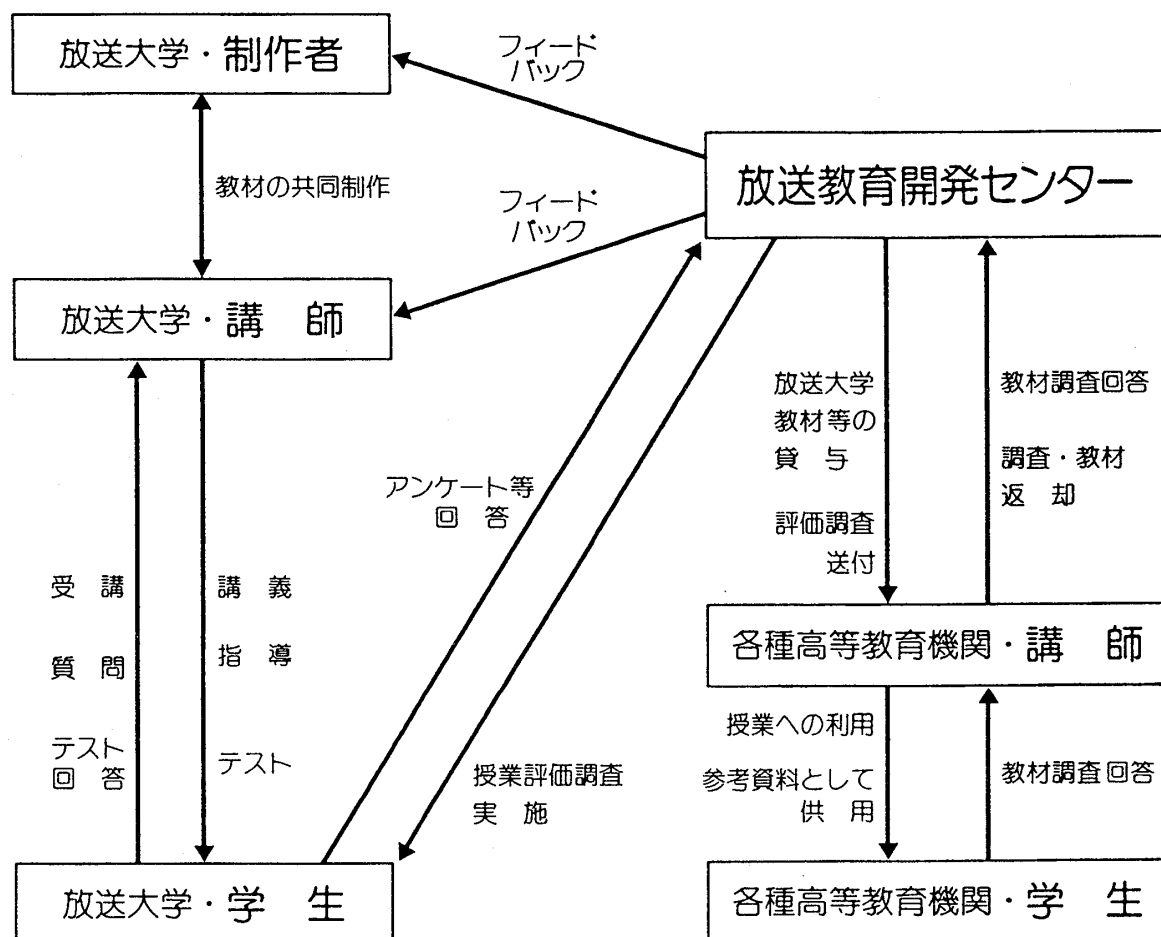 放送大学・制作者
フィード
バック
放送教育開発センター
教材の共同制作
フィード
バック
放送大学・講 師
放送大学
教材等の
貸 与
評価調査
送付
教材調査回答
調査・教材
返 却
アンケート等
回 答
受 講
質 問
テスト
回 答
講 義
指 導
テスト
授業評価調査
実 施
各種高等教育機関・講 師
授業への利用
参考資料として
供 用
教材調査回答
放送大学・学 生
各種高等教育機関・学 生